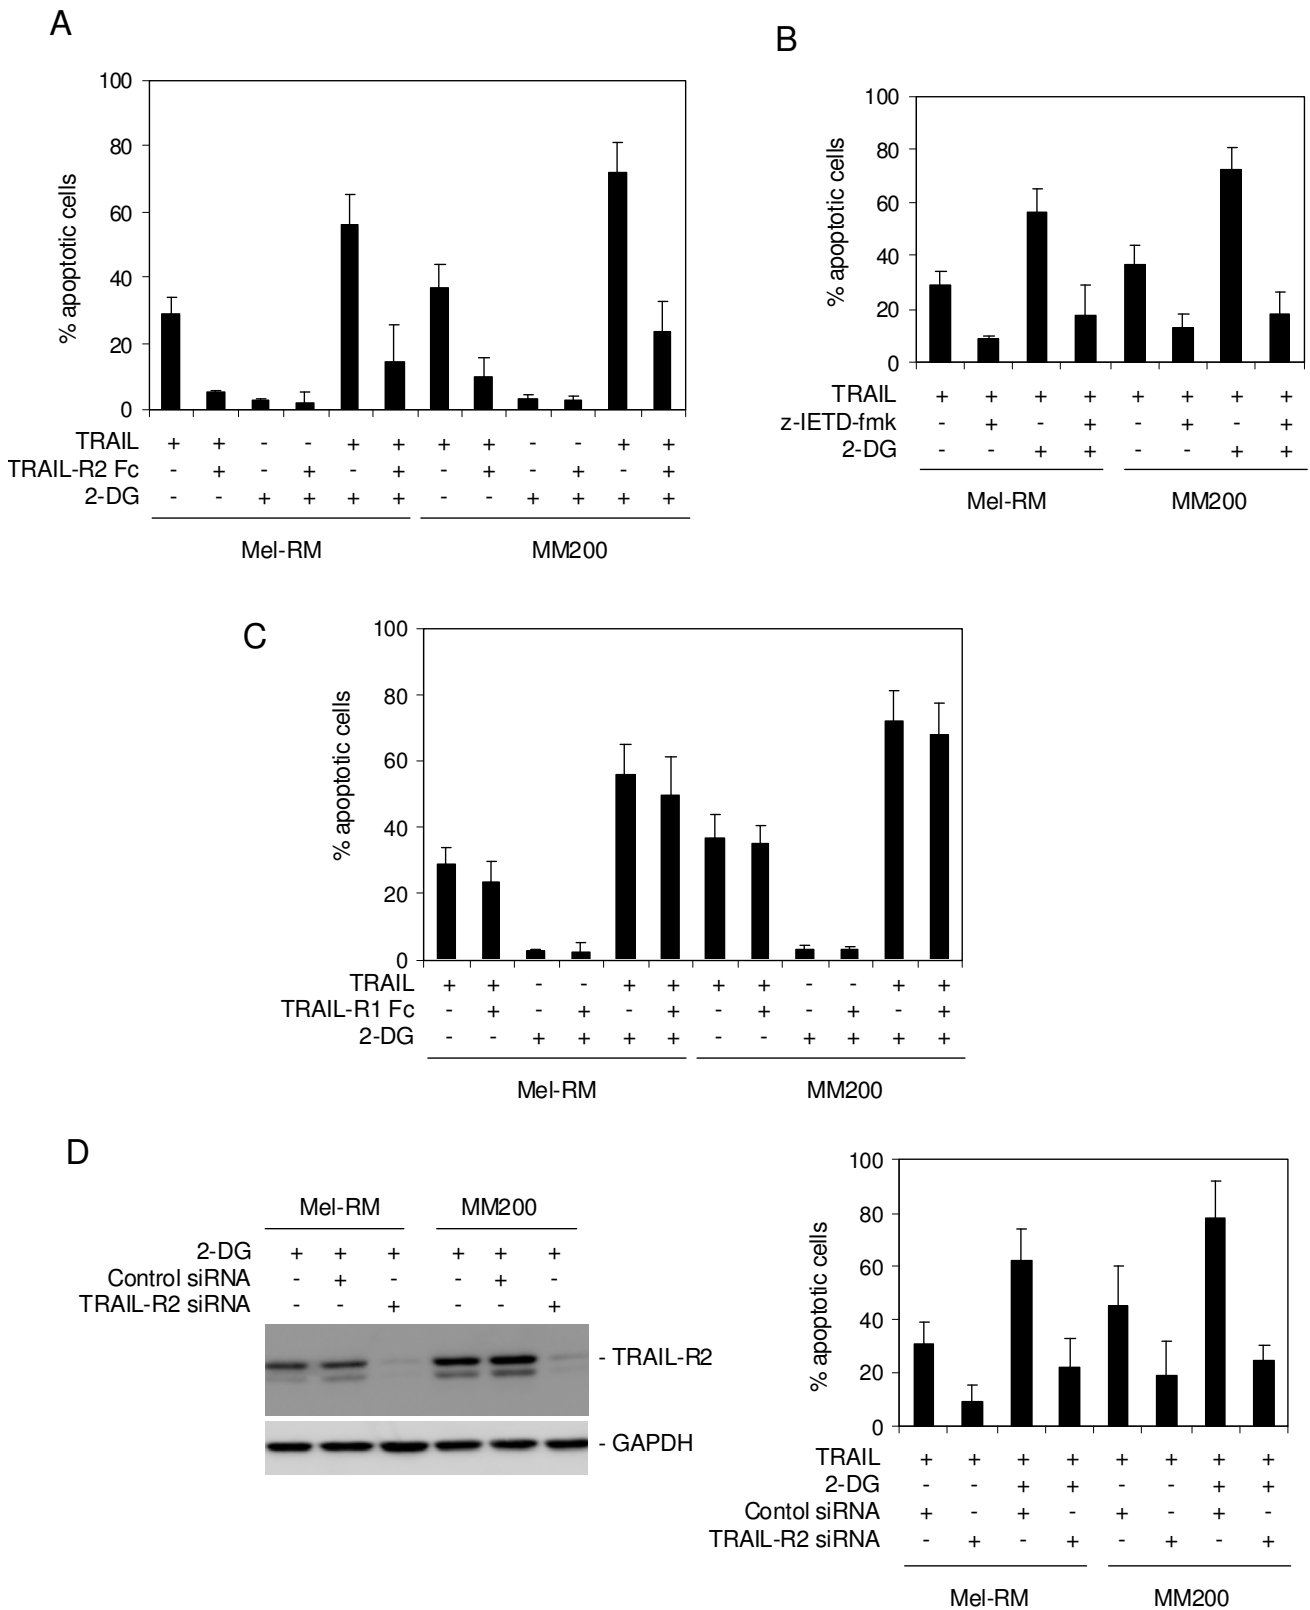 A
100
80
60
40
20
0
% apoptotic cells
TRAIL + + - - + + + + - - + +
TRAIL-R2 Fc - + - + - + - + - + - +
2-DG - - + + + + - - + + + +
Mel-RM MM200
B
100
80
60
40
20
0
% apoptotic cells
TRAIL + + + + + + + +
z-IETD-fmk - + - + - + - +
2-DG - - + + - - + +
Mel-RM MM200
C
100
80
60
40
20
0
% apoptotic cells
TRAIL + + - - + + + + - - + +
TRAIL-R1 Fc - + - + - + - + - + - +
2-DG - - + + + + - - + + + +
Mel-RM MM200
D
Mel-RM MM200
2-DG + + + + + +
Control siRNA - + - - + -
TRAIL-R2 siRNA - - + - - +
- TRAIL-R2
- GAPDH
100
80
60
40
20
0
% apoptotic cells
TRAIL + + + + + + + +
2-DG - - + + - - + +
Contol siRNA + - + - + - + -
TRAIL-R2 siRNA - + - + - + - +
Mel-RM MM200